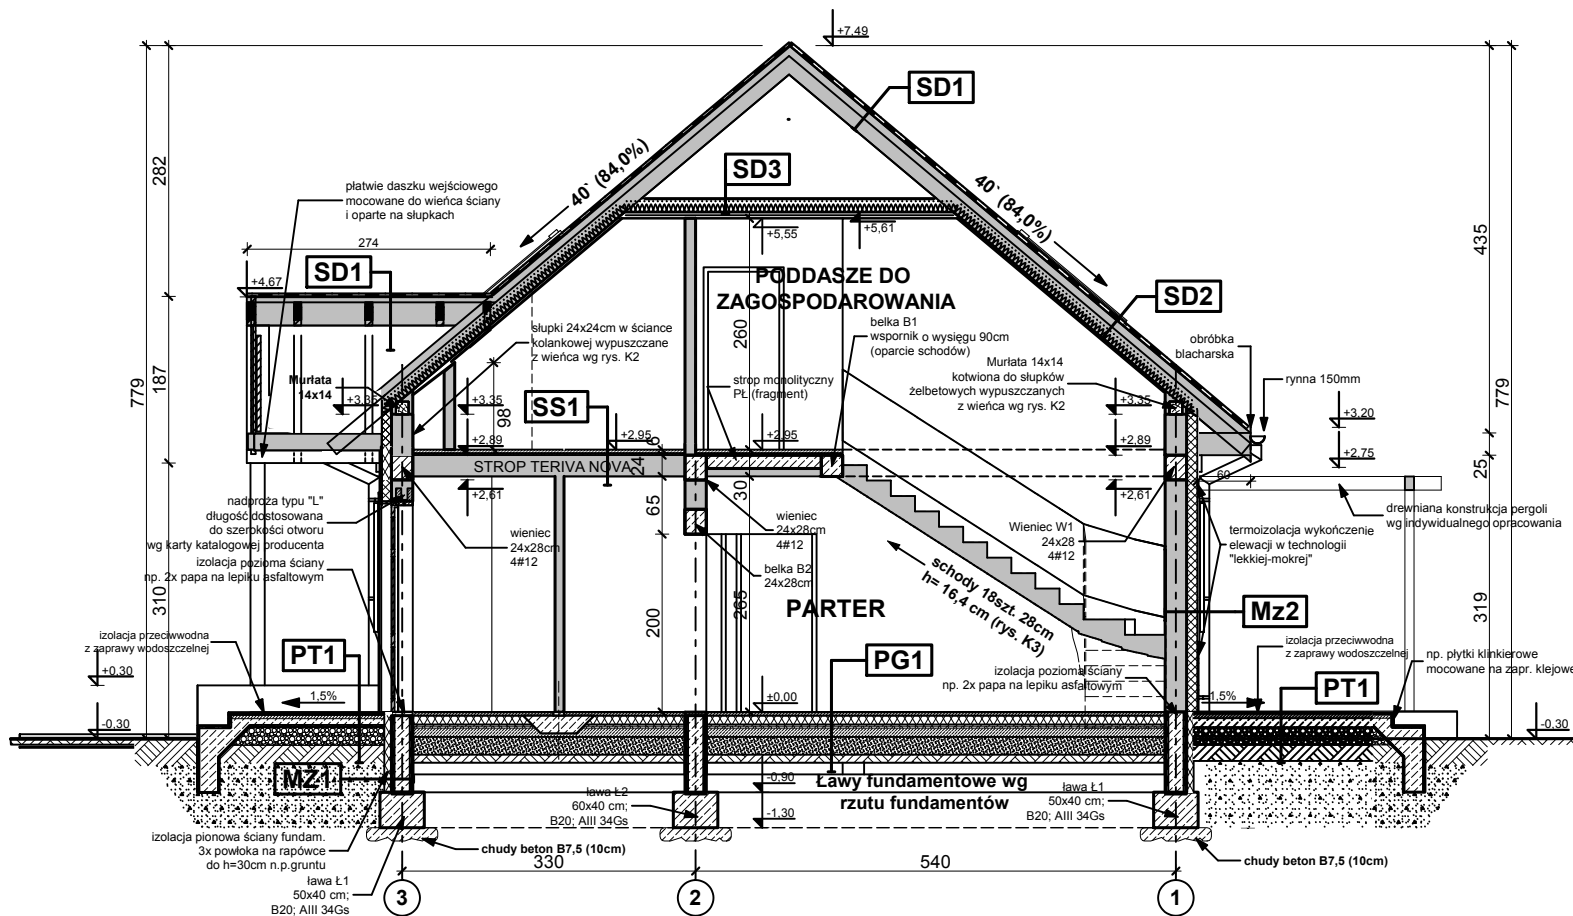 +7,49
SD1
282
40` (84,0%)
40` (84,0%)
435
SD3
płatwie daszku wejściowego
mocowane do wieńca ściany
i oparte na słupkach
+5,55
+5,61
274
SD1
+4,67
PODDASZE DO
ZAGOSPODAROWANIA
SD2
słupki 24x24cm w ściance
kolankowej wypuszczane
z wieńca wg rys. K2
260
belka B1
wspornik o wysięgu 90cm
(oparcie schodów)
obróbka
blacharska
779
187
779
Murłata
14x14
+3,35
+3,35
98
SS1
strop monolityczny
PŁ (fragment)
Murłata 14x14
kotwiona do słupków
żelbetowych wypuszczanych
z wieńca wg rys. K2
+3,35
rynna 150mm
+3,20
+2,89
+2,95
6
+2,95
+2,89
+2,75
STROP TERIVA NOVA
24
30
25
60
+2,61
+2,61
nadproża typu "L"
długość dostosowana
do szerpkości otworu
wg karty katalogowej producenta
izolacja pozioma ściany
np. 2x papa na lepiku asfaltowym
65
wieniec
24x28cm
4#12
wieniec
24x28cm
4#12
Wieniec W1
24x28
4#12
drewniana konstrukcja pergoli
wg indywidualnego opracowania
termoizolacja wykończenie
elewacji w technologii
"lekkiej-mokrej"
belka B2
24x28cm
310
200
265
PARTER
schody 18szt. 28cm
h= 16,4 cm (rys. K3)
Mz2
319
izolacja przeciwwodna
z zaprawy wodoszczelnej
PT1
PG1
izolacja pozioma ściany
np. 2x papa na lepiku asfaltowym
izolacja przeciwwodna
z zaprawy wodoszczelnej
np. płytki klinkierowe
mocowane na zapr. klejowe
PT1
+0.30
1,5%
±0,00
1,5%
-0.30
-0.30
MZ1
-0,90
Ławy fundamentowe wg
rzutu fundamentów
ława Ł2
60x40 cm;
B20; AIII 34Gs
-1,30
ława Ł1
50x40 cm;
B20; AIII 34Gs
izolacja pionowa ściany fundam.
3x powłoka na rapówce
do h=30cm n.p.gruntu
chudy beton B7,5 (10cm)
chudy beton B7,5 (10cm)
330
540
ława Ł1
50x40 cm;
B20; AIII 34Gs
3
2
1